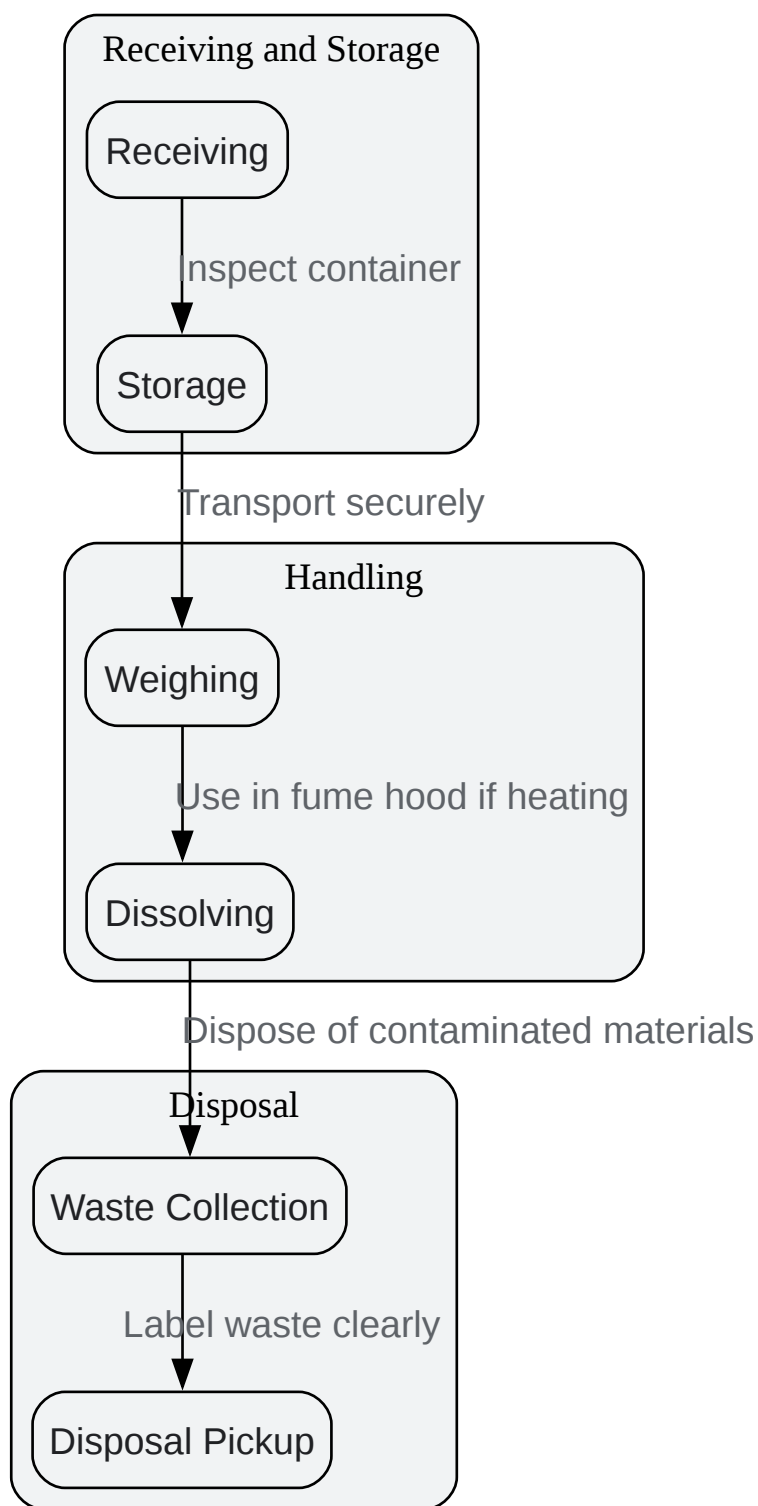 Receiving and Storage
Receiving
Inspect container
Storage
Transport securely
Handling
Weighing
Use in fume hood if heating
Dissolving
Dispose of contaminated materials
Disposal
Waste Collection
Label waste clearly
Disposal Pickup